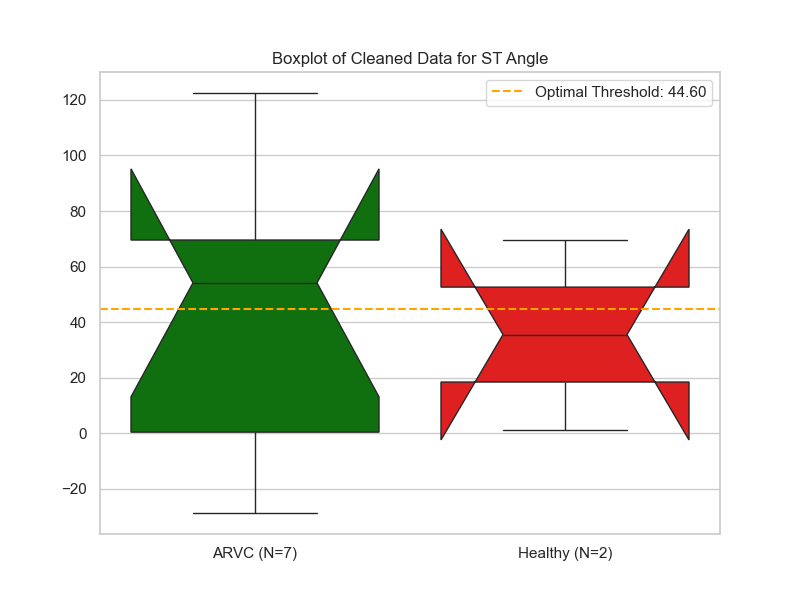 Boxplot of Cleaned Data for ST Angle
Optimal Threshold: 44.60
120
100
80
60
40
20
0
−20
ARVC (N=7)
Healthy (N=2)